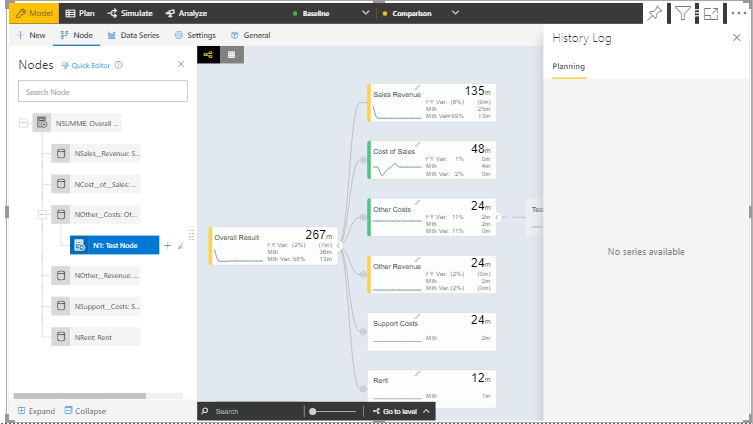 Model Plan Simulate Analyze Baseline Comparison
New Node Data Series Settings General
Nodes Quick Editor
Search Node
NSUMME: Overall ...
NSales__Revenue: S...
NCost__of__Sales: ...
NOther__Costs: Ot...
N1: Test Node
NOther__Revenue: ...
NSupport__Costs: S...
NRent: Rent
Expand Collapse
Overall Result 267m
FY Var: (2%) (7m)
Mth 36m
Mth Var: 58% 13m
Sales Revenue 135m
FY Var: (6%) (9m)
Mth 25m
Mth Var>99% 13m
Cost of Sales 48m
FY Var: 1% 0m
Mth 4m
Mth Var: 2% 0m
Other Costs 24m
FY Var: 11% 2m
Mth 2m
Mth Var: 11% 0m
Tes
Other Revenue 24m
FY Var: (2%) (0m)
Mth 2m
Mth Var: (2%) (0m)
Support Costs 24m
Mth 2m
Rent 12m
Mth 1m
Search Go to level
History Log
Planning
No series available